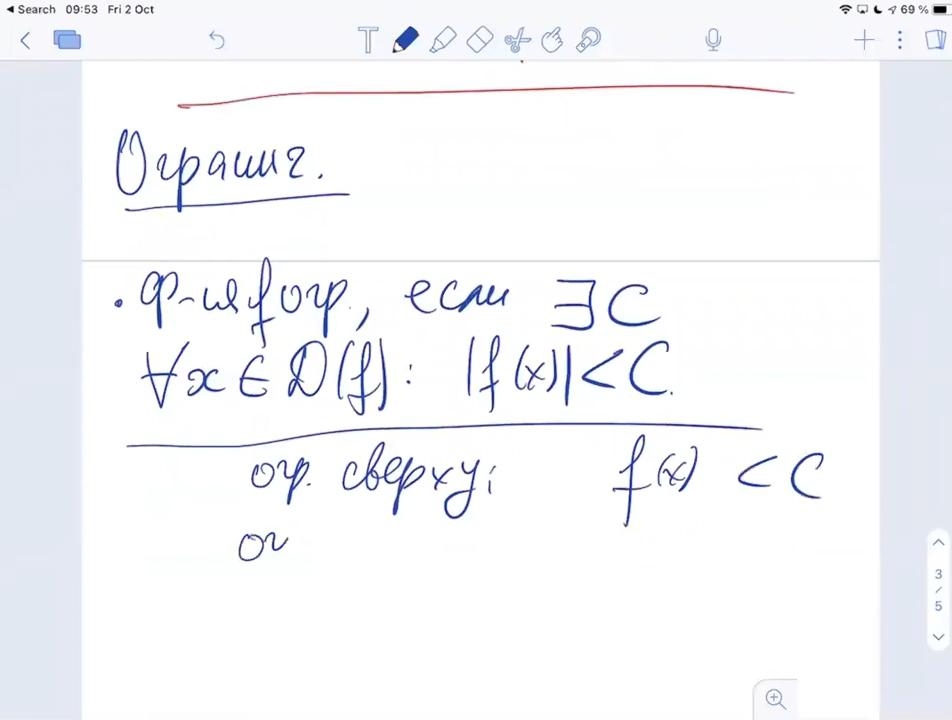 Search 09:53 Fri 2 Oct 69 %
T
Огранич.
. Ф-ия f огр., если ∃ C
∀x ∈ D(f): |f(x)| < C.
огр. сверху: f(x) < C
ог
3
/
5